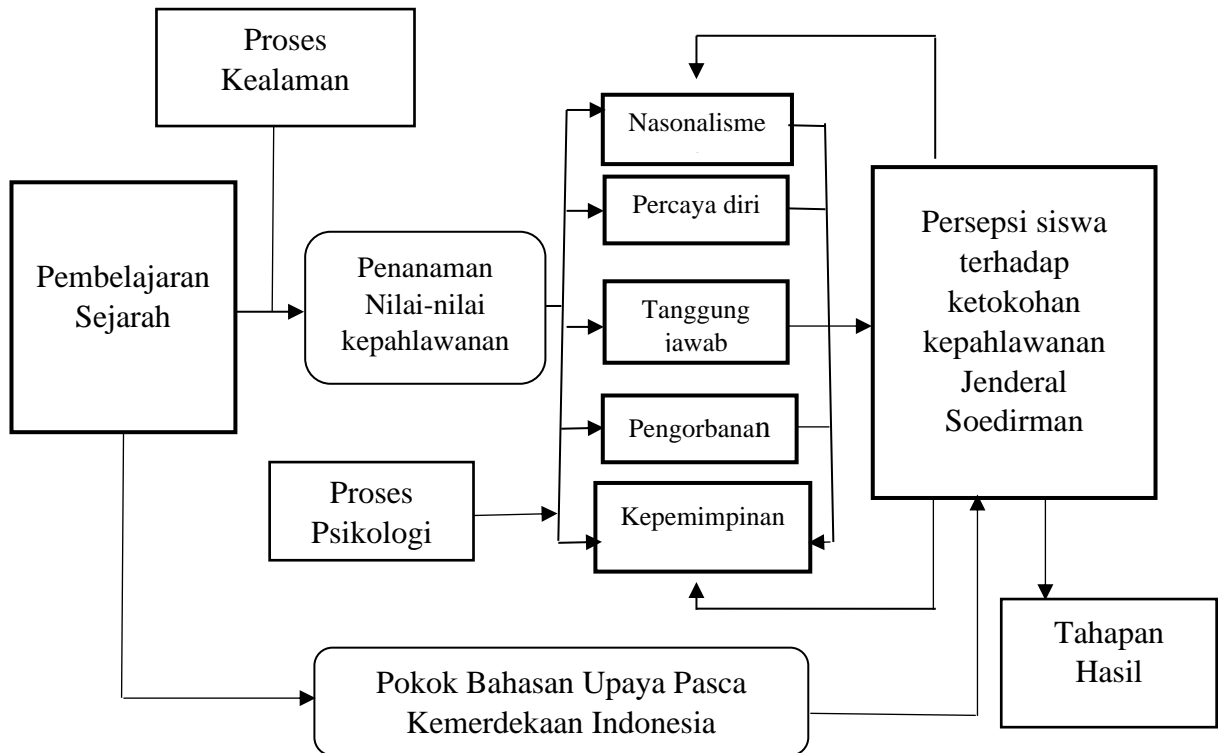 Proses
Kealaman
Nasonalisme
Percaya diri
Pembelajaran
Sejarah
Penanaman
Nilai-nilai
kepahlawanan
Tanggung
jawab
Persepsi siswa
terhadap
ketokohan
kepahlawanan
Jenderal
Soedirman
Pengorbanan
Proses
Psikologi
Kepemimpinan
Tahapan
Hasil
Pokok Bahasan Upaya Pasca
Kemerdekaan Indonesia